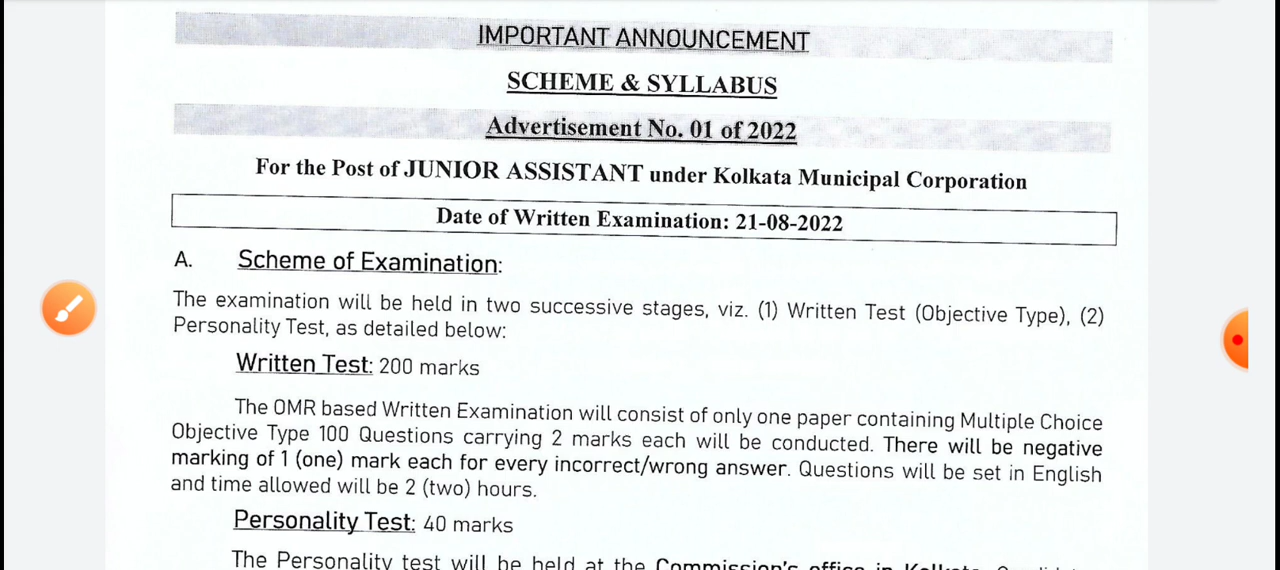 IMPORTANT ANNOUNCEMENT
SCHEME & SYLLABUS
Advertisement No. 01 of 2022
For the Post of JUNIOR ASSISTANT under Kolkata Municipal Corporation
Date of Written Examination: 21-08-2022
A. Scheme of Examination:
The examination will be held in two successive stages, viz. (1) Written Test (Objective Type), (2)
Personality Test, as detailed below:
Written Test: 200 marks
The OMR based Written Examination will consist of only one paper containing Multiple Choice
Objective Type 100 Questions carrying 2 marks each will be conducted. There will be negative
marking of 1 (one) mark each for every incorrect/wrong answer. Questions will be set in English
and time allowed will be 2 (two) hours.
Personality Test: 40 marks
The Personality test will be held at the Commission's office in Kolkata.